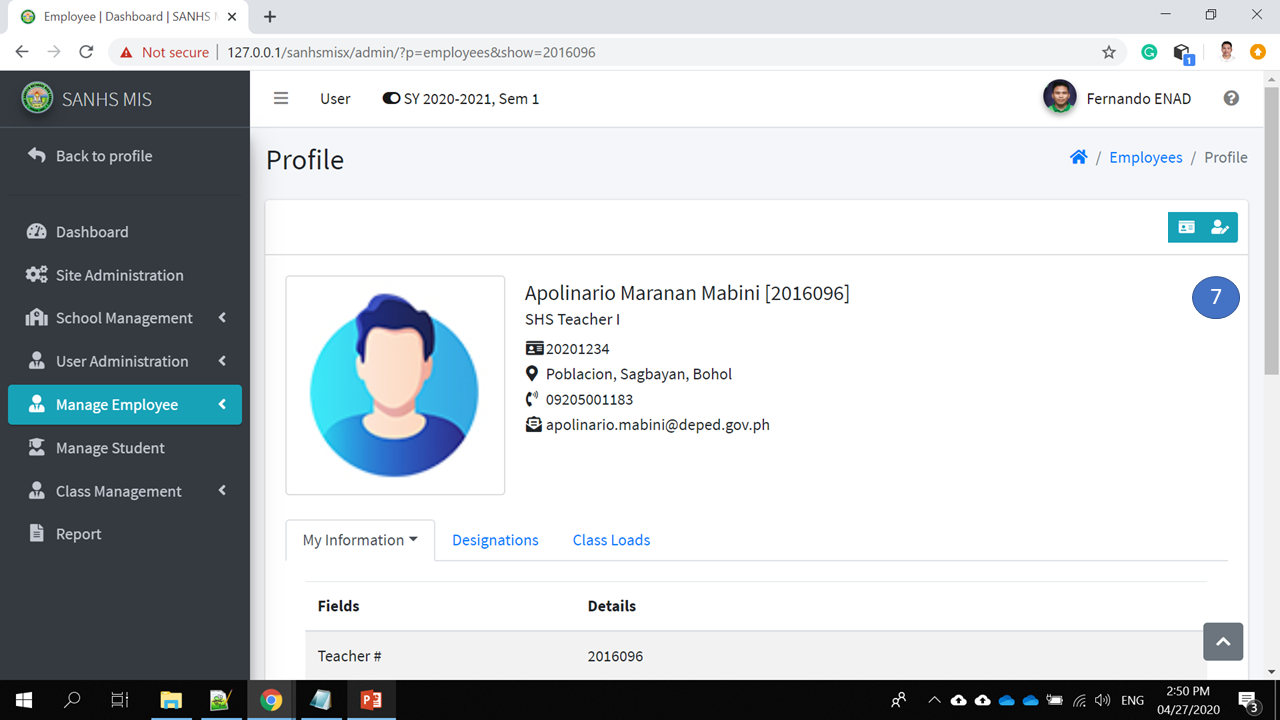 Employee | Dashboard | SANHS M
Not secure | 127.0.0.1/sanhsmisx/admin/?p=employees&show=2016096
1
SANHS MIS
User
SY 2020-2021, Sem 1
Fernando ENAD
Back to profile
Profile
/ Employees / Profile
Dashboard
Site Administration
School Management
User Administration
Manage Employee
Manage Student
Class Management
Report
7
Apolinario Maranan Mabini [2016096]
SHS Teacher I
20201234
Poblacion, Sagbayan, Bohol
09205001183
apolinario.mabini@deped.gov.ph
My Information
Designations
Class Loads
Fields Details
Teacher # 2016096
ENG
2:50 PM
04/27/2020
3